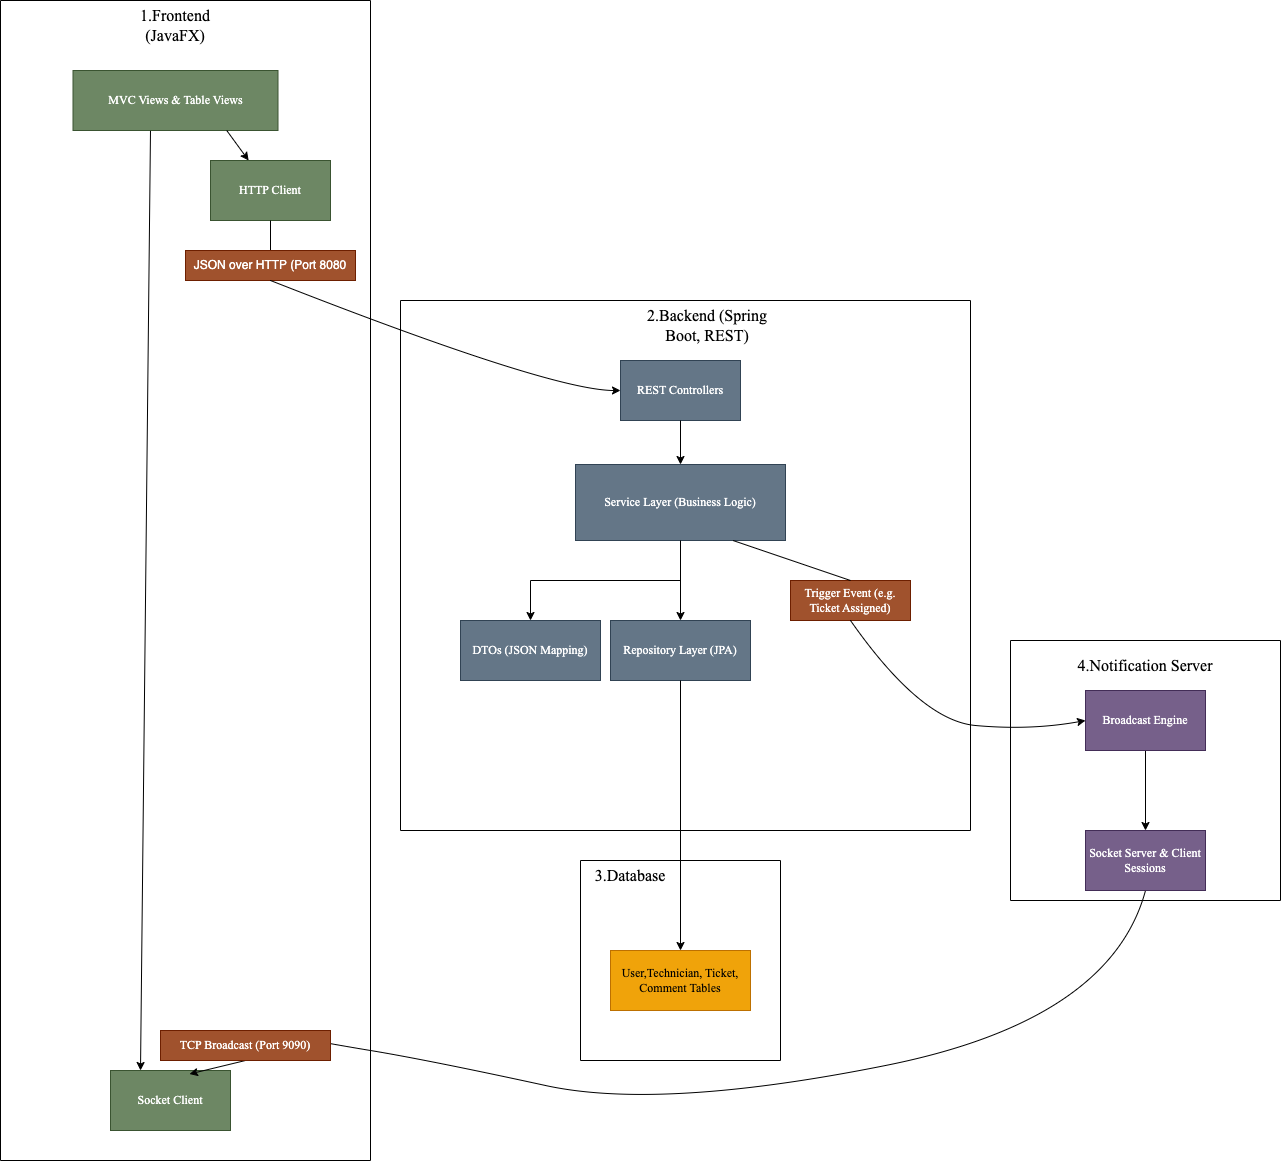 1.Frontend
(JavaFX)
MVC Views & Table Views
HTTP Client
JSON over HTTP (Port 8080
2.Backend (Spring
Boot, REST)
REST Controllers
Service Layer (Business Logic)
Trigger Event (e.g.
Ticket Assigned)
DTOs (JSON Mapping)
Repository Layer (JPA)
4.Notification Server
Broadcast Engine
Socket Server & Client
Sessions
3.Database
User,Technician, Ticket,
Comment Tables
TCP Broadcast (Port 9090)
Socket Client